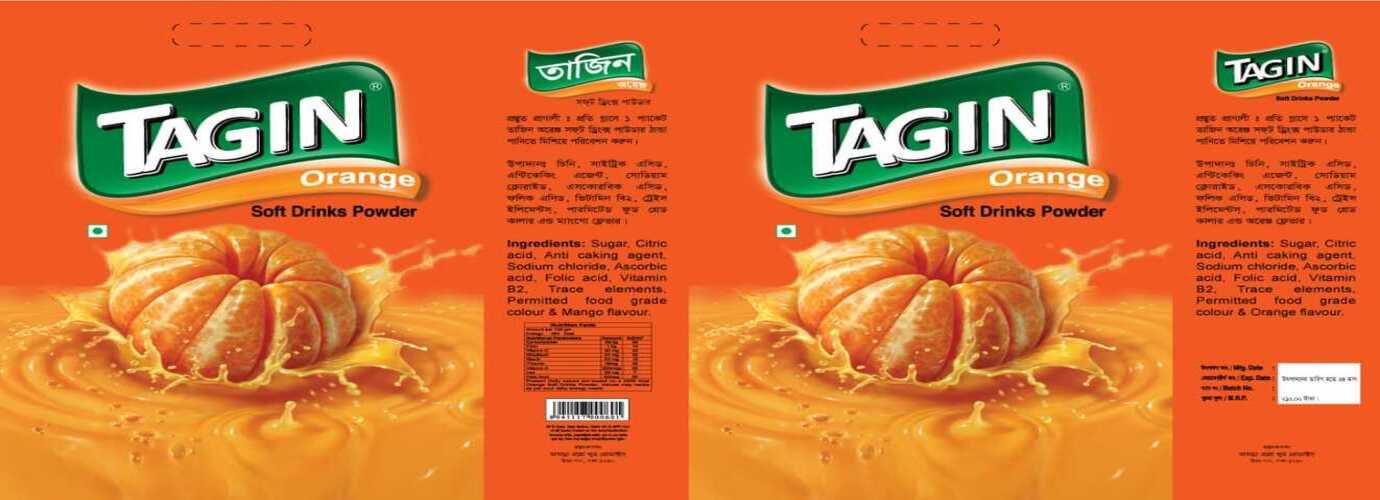 TAGIN
®
Orange
Soft Drinks Powder
তাজিন
অরেঞ্জ
সফ্ট ড্রিংক্স পাউডার
প্রস্তুত প্রণালী ঃ প্রতি গ্লাসে ১ প্যাকেট
তাজিন অরেঞ্জ সফ্ট ড্রিংক্স পাউডার ঠান্ডা
পানিতে মিশিয়ে পরিবেশন করুন।
উপাদানঃ চিনি, সাইট্রিক এসিড,
এন্টিকেকিং এজেন্ট, সোডিয়াম
ক্লোরাইড, এসকোরবিক এসিড,
ফলিক এসিড, ভিটামিন বি২, ট্রেইস
ইলিমেন্টস্, পারমিটেড ফুড গ্রেড
কালার এন্ড ম্যাংগো ফ্লেভার।
Ingredients: Sugar, Citric
acid, Anti caking agent,
Sodium chloride, Ascorbic
acid, Folic acid, Vitamin
B2, Trace elements,
Permitted food grade
colour & Mango flavour.
Nutrition Facts
TAGIN
®
Orange
Soft Drinks Powder
TAGIN
Orange
Soft Drinks Powder
প্রস্তুত প্রণালী ঃ প্রতি গ্লাসে ১ প্যাকেট
তাজিন অরেঞ্জ সফ্ট ড্রিংক্স পাউডার ঠান্ডা
পানিতে মিশিয়ে পরিবেশন করুন।
উপাদানঃ চিনি, সাইট্রিক এসিড,
এন্টিকেকিং এজেন্ট, সোডিয়াম
ক্লোরাইড, এসকোরবিক এসিড,
ফলিক এসিড, ভিটামিন বি২, ট্রেইস
ইলিমেন্টস্, পারমিটেড ফুড গ্রেড
কালার এন্ড অরেঞ্জ ফ্লেভার।
Ingredients: Sugar, Citric
acid, Anti caking agent,
Sodium chloride, Ascorbic
acid, Folic acid, Vitamin
B2, Trace elements,
Permitted food grade
colour & Orange flavour.
/ Mfg. Date :
/ Exp. Date :
/ Batch No. :
/ M.R.P. :